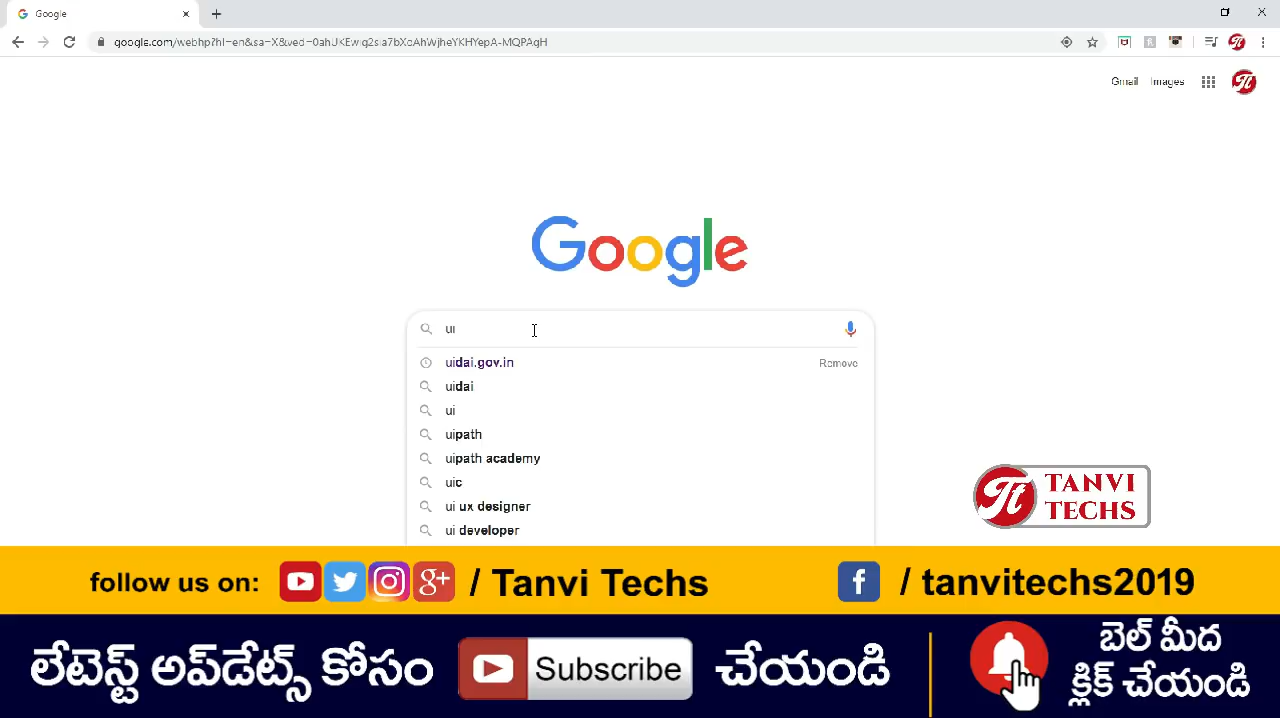 Google
google.com/webhp?hl=en&sa=X&ved=0ahUKEwiq2sia7bXoAhWjheYKHYepA-MQPAgH
Gmail Images
Google
ui
uidai.gov.in Remove
uidai
ui
uipath
uipath academy
uic
ui ux designer
ui developer
TANVI
TECHS
follow us on: / Tanvi Techs / tanvitechs2019
లేటెస్ట్ అప్‌డేట్స్ కోసం Subscribe చేయండి
బెల్ మీద
క్లిక్ చేయండి